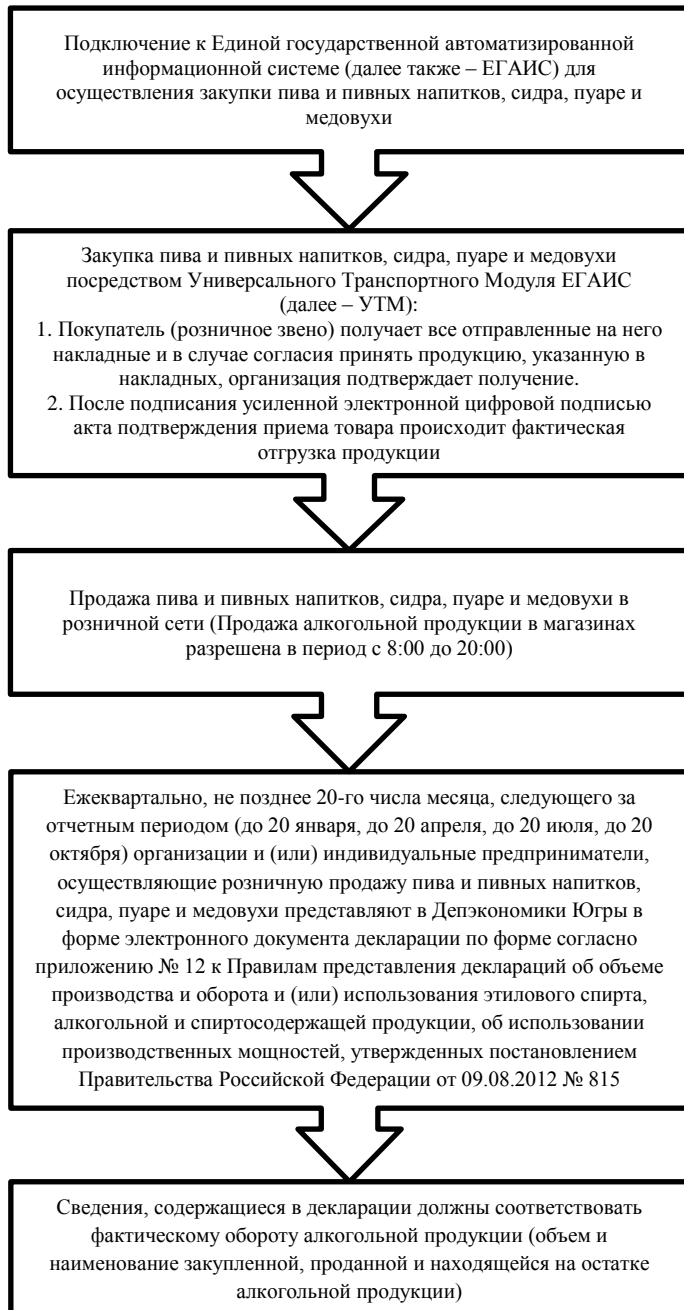 Подключение к Единой государственной автоматизированной
информационной системе (далее также – ЕГАИС) для
осуществления закупки пива и пивных напитков, сидра, пуаре и
медовухи
Закупка пива и пивных напитков, сидра, пуаре и медовухи
посредством Универсального Транспортного Модуля ЕГАИС
(далее – УТМ):
1. Покупатель (розничное звено) получает все отправленные на него
накладные и в случае согласия принять продукцию, указанную в
накладных, организация подтверждает получение.
2. После подписания усиленной электронной цифровой подписью
акта подтверждения приема товара происходит фактическая
отгрузка продукции
Продажа пива и пивных напитков, сидра, пуаре и медовухи в
розничной сети (Продажа алкогольной продукции в магазинах
разрешена в период с 8:00 до 20:00)
Ежеквартально, не позднее 20-го числа месяца, следующего за
отчетным периодом (до 20 января, до 20 апреля, до 20 июля, до 20
октября) организации и (или) индивидуальные предприниматели,
осуществляющие розничную продажу пива и пивных напитков,
сидра, пуаре и медовухи представляют в Депэкономики Югры в
форме электронного документа декларации по форме согласно
приложению № 12 к Правилам представления деклараций об объеме
производства и оборота и (или) использования этилового спирта,
алкогольной и спиртосодержащей продукции, об использовании
производственных мощностей, утвержденных постановлением
Правительства Российской Федерации от 09.08.2012 № 815
Сведения, содержащиеся в декларации должны соответствовать
фактическому обороту алкогольной продукции (объем и
наименование закупленной, проданной и находящейся на остатке
алкогольной продукции)